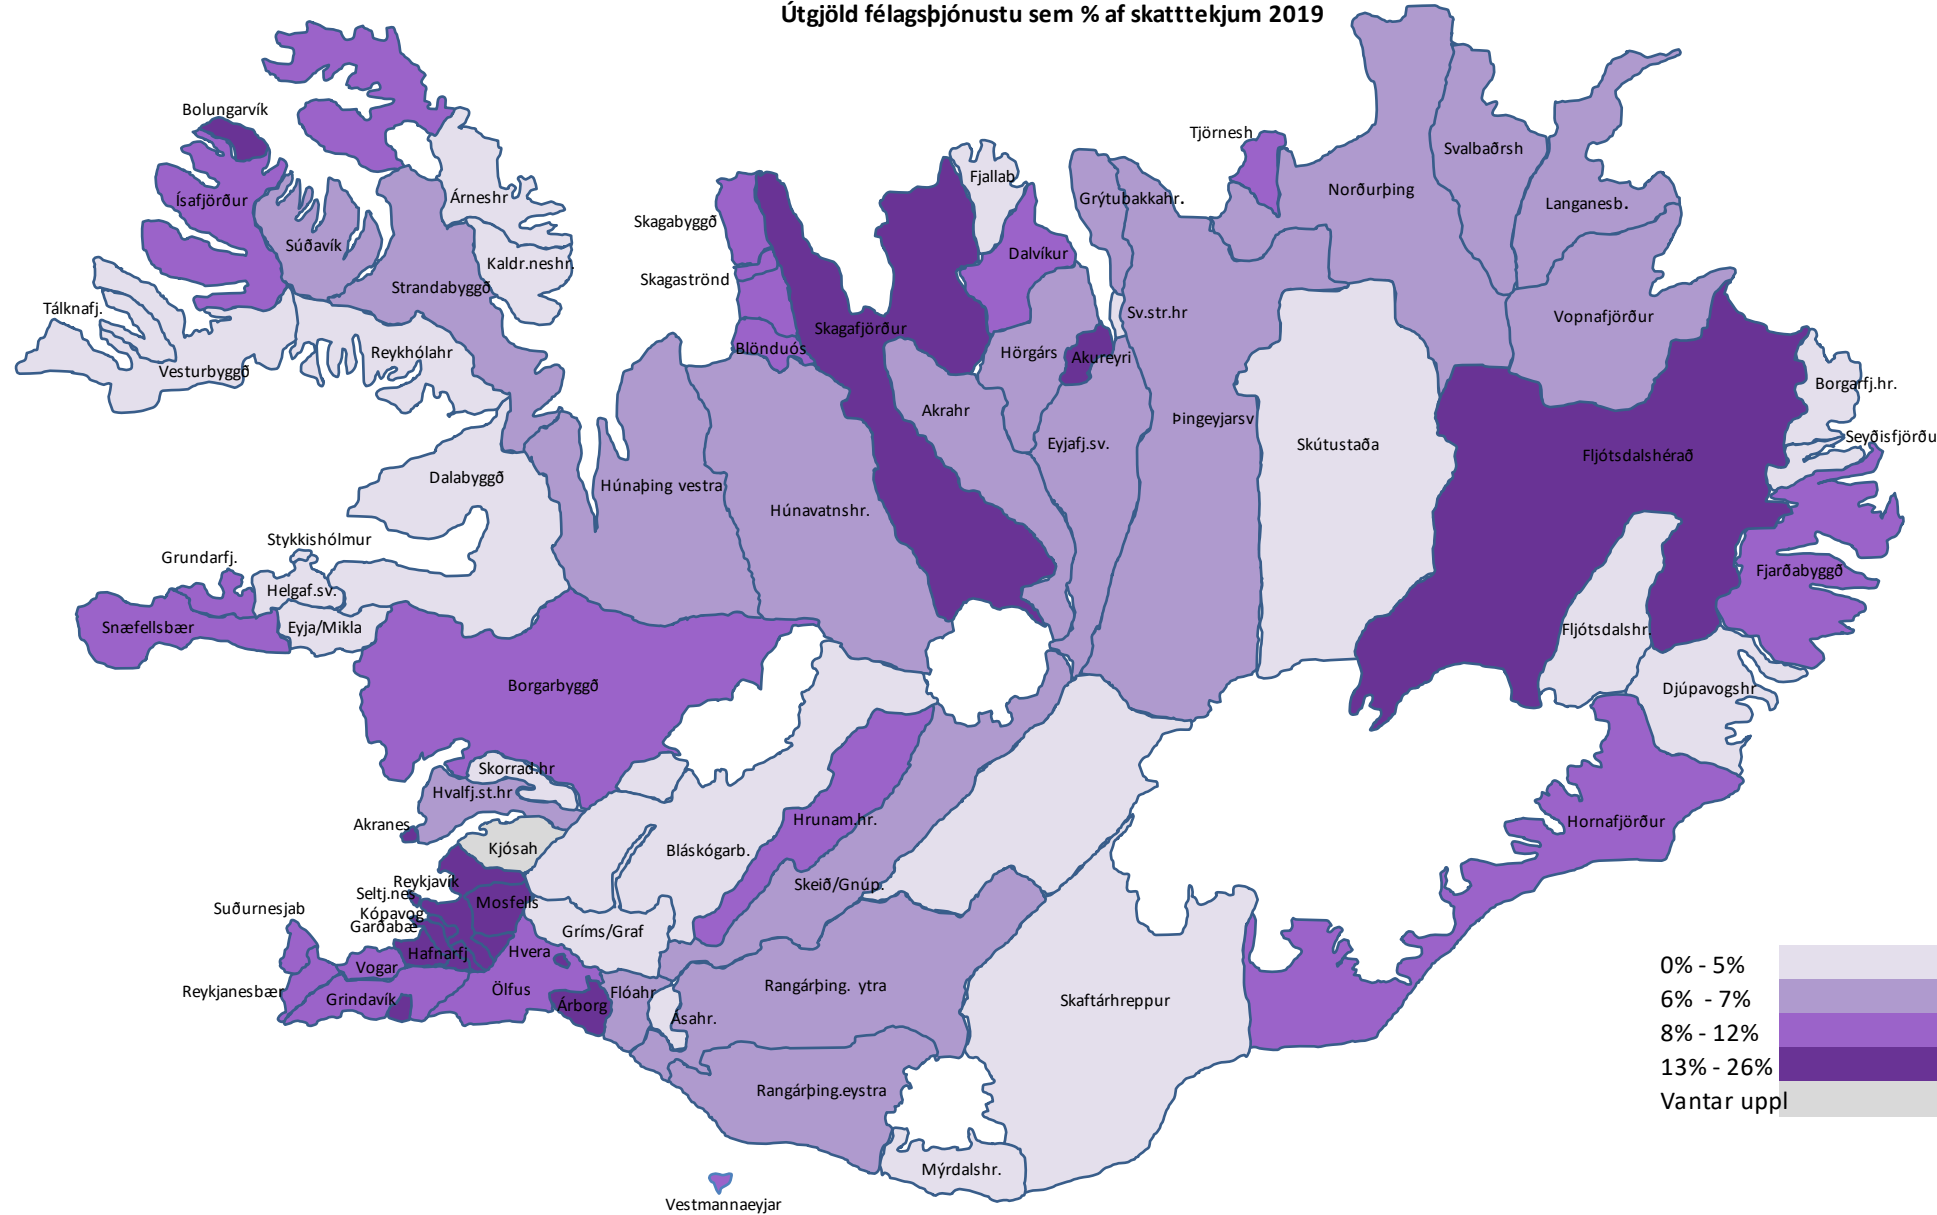 Útgjöld félagsþjónustu sem % af skatttekjum 2019
Bolungarvík
Tjörnesh
Svalbaðrsh
Fjallab
Norðurþing
Ísafjörður
Árneshr
Grýtubakkahr.
Langanesb.
Skagabyggð
Súðavík
Dalvíkur
Kaldr.neshr.
Skagaströnd
Strandabyggð
Tálknafj.
Sv.str.hr
Vopnafjörður
Skagafjörður
Blönduós
Reykhólahr
Hörgárs
Akureyri
Vesturbyggð
Borgarfj.hr.
Akrahr
Þingeyjarsv
Seyðisfjörðu
Eyjafj.sv.
Skútustaða
Fljótsdalshérað
Dalabyggð
Húnaþing vestra
Húnavatnshr.
Stykkishólmur
Grundarfj.
Fjarðabyggð
Helgaf.sv.
Snæfellsbær
Eyja/Mikla
Fljótsdalshr.
Borgarbyggð
Djúpavogshr
Skorrad.hr
Hvalfj.st.hr
Akranes
Hrunam.hr.
Hornafjörður
Kjósah
Bláskógarb.
Reykjavík
Skeið/Gnúp.
Seltj.nes
Mosfells
Suðurnesjab
Kópavog
Garðabæ
Gríms/Graf
Hafnarfj
Hvera
Vogar
Reykjanesbær
Ölfus
Flóahr
Rangárþing. ytra
Grindavík
Árborg
Skaftárhreppur
Ásahr.
Rangárþing.eystra
Mýrdalshr.
Vestmannaeyjar
0% - 5%
6% - 7%
8% - 12%
13% - 26%
Vantar uppl